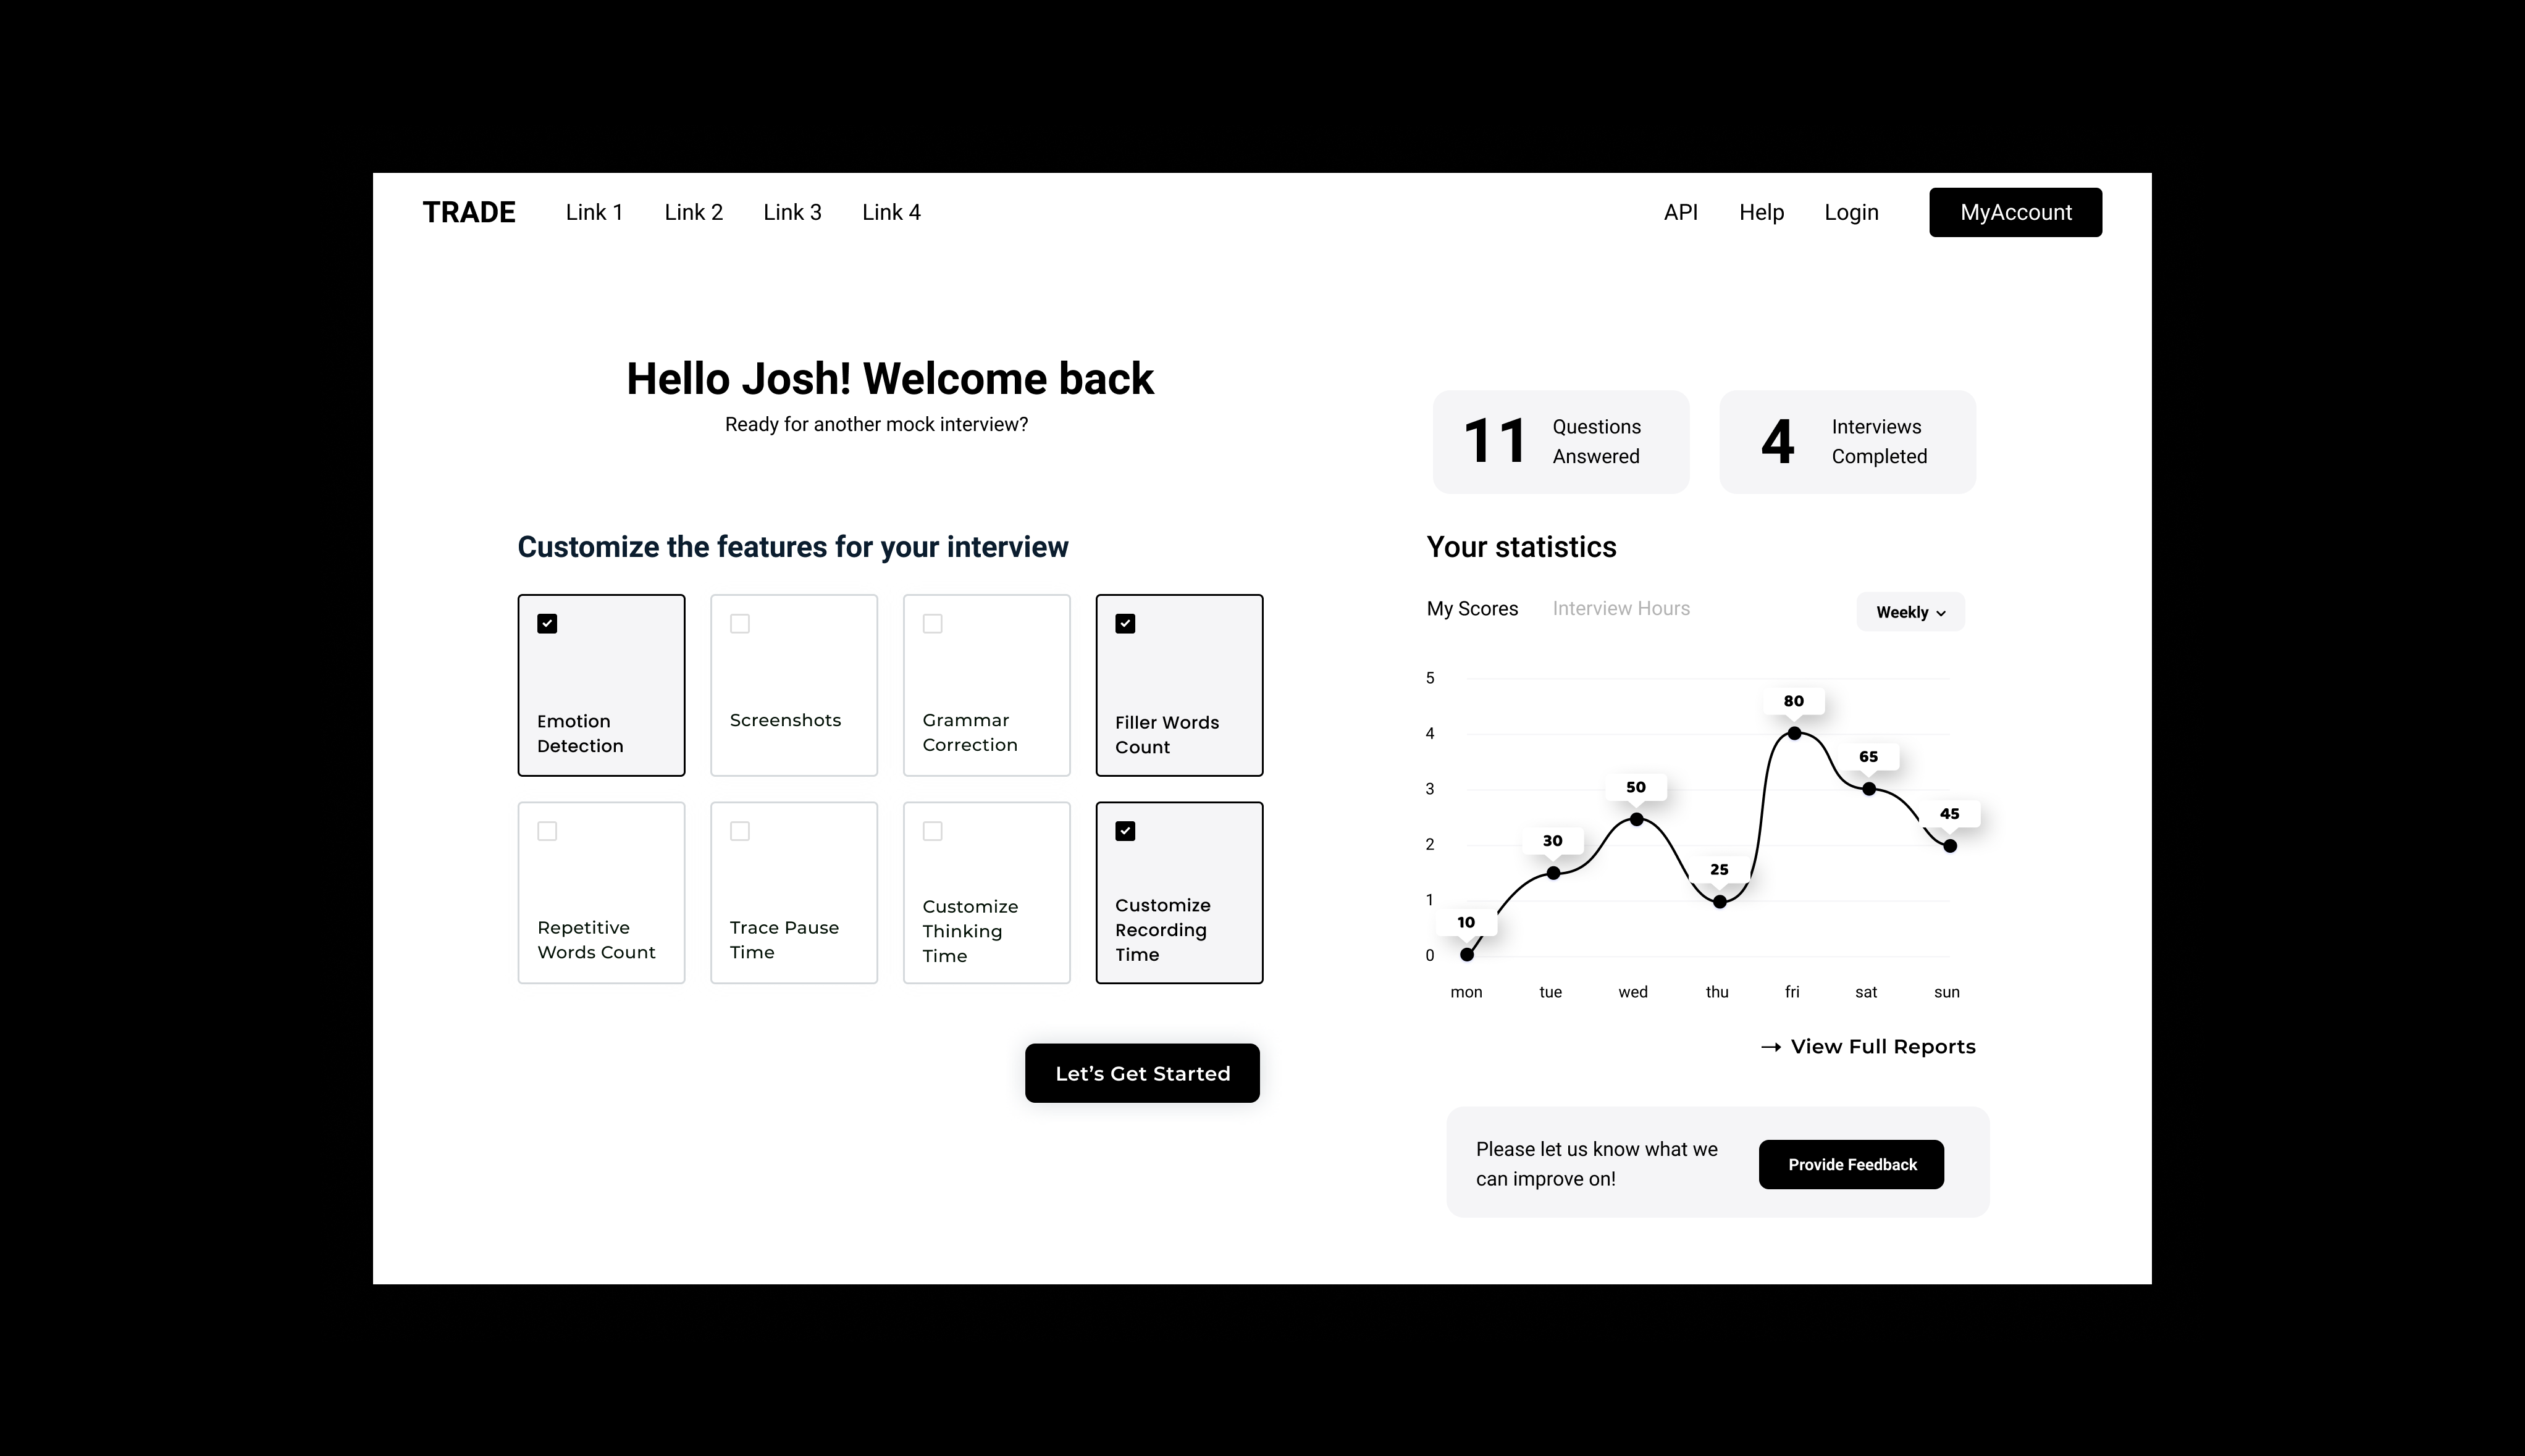 TRADE Link 1 Link 2 Link 3 Link 4 API Help Login MyAccount
Hello Josh! Welcome back
Ready for another mock interview?
Customize the features for your interview
Emotion
Detection
Screenshots
Grammar
Correction
Filler Words
Count
Repetitive
Words Count
Trace Pause
Time
Customize
Thinking
Time
Customize
Recording
Time
Let’s Get Started
11
Questions
Answered
4
Interviews
Completed
Your statistics
My Scores Interview Hours Weekly
5
4
3
2
1
0
10
30
50
25
80
65
45
mon tue wed thu fri sat sun
→ View Full Reports
Please let us know what we
can improve on!
Provide Feedback